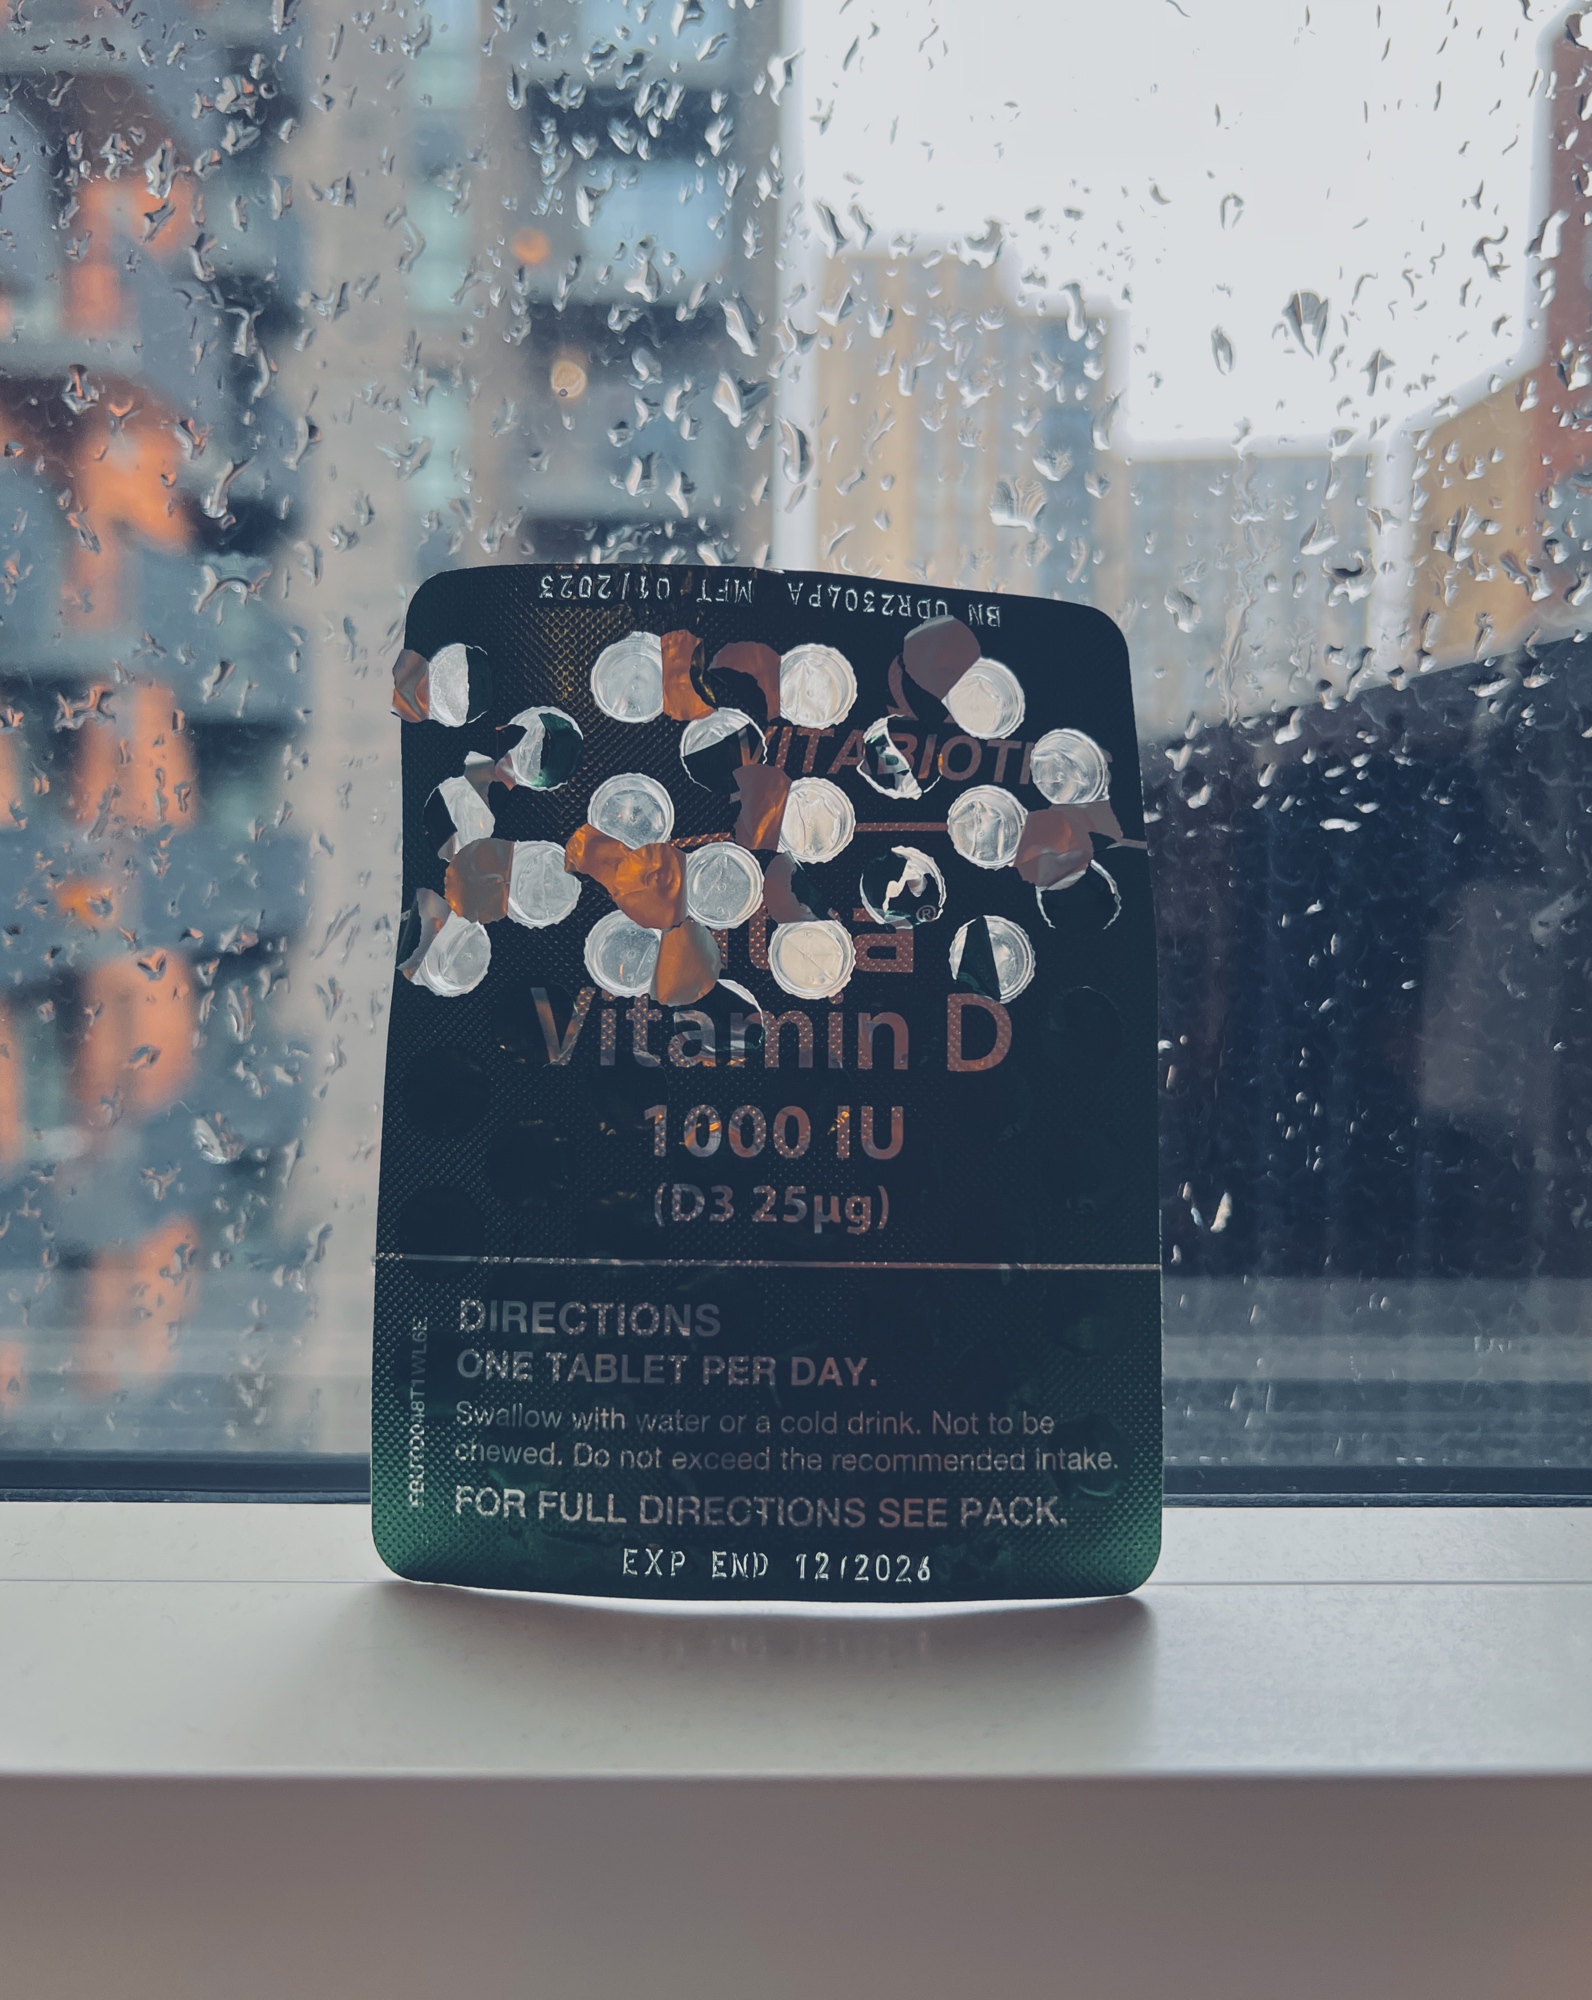 BN UDR2304PA MFT 01/2023
VITABIOTICS
®
Vitamin D
1000 IU
(D3 25µg)
DIRECTIONS
ONE TABLET PER DAY.
Swallow with water or a cold drink. Not to be
chewed. Do not exceed the recommended intake.
FOR FULL DIRECTIONS SEE PACK.
EXP END 12/2026